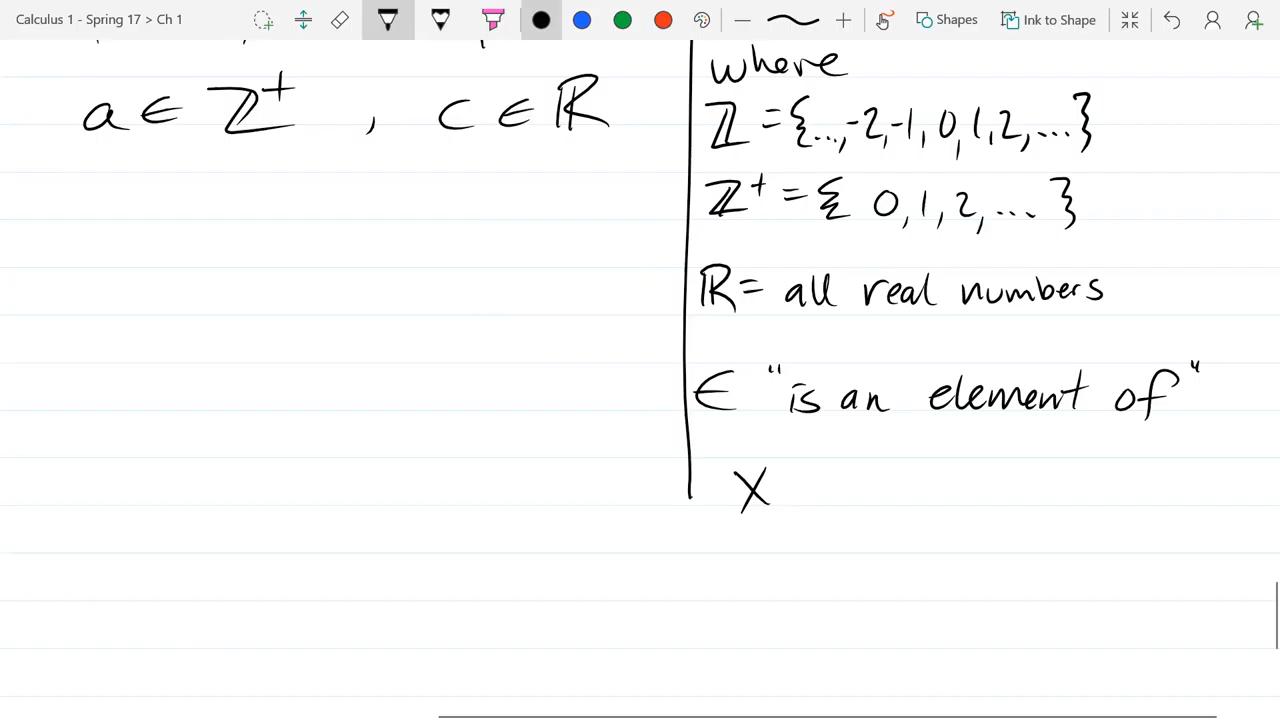 Calculus 1 - Spring 17 > Ch 1
Shapes
Ink to Shape
a ∈ ℤ⁺ , c ∈ ℝ
where
ℤ = {..., -2, -1, 0, 1, 2, ...}
ℤ⁺ = { 0, 1, 2, ... }
ℝ = all real numbers
∈ "is an element of"
X